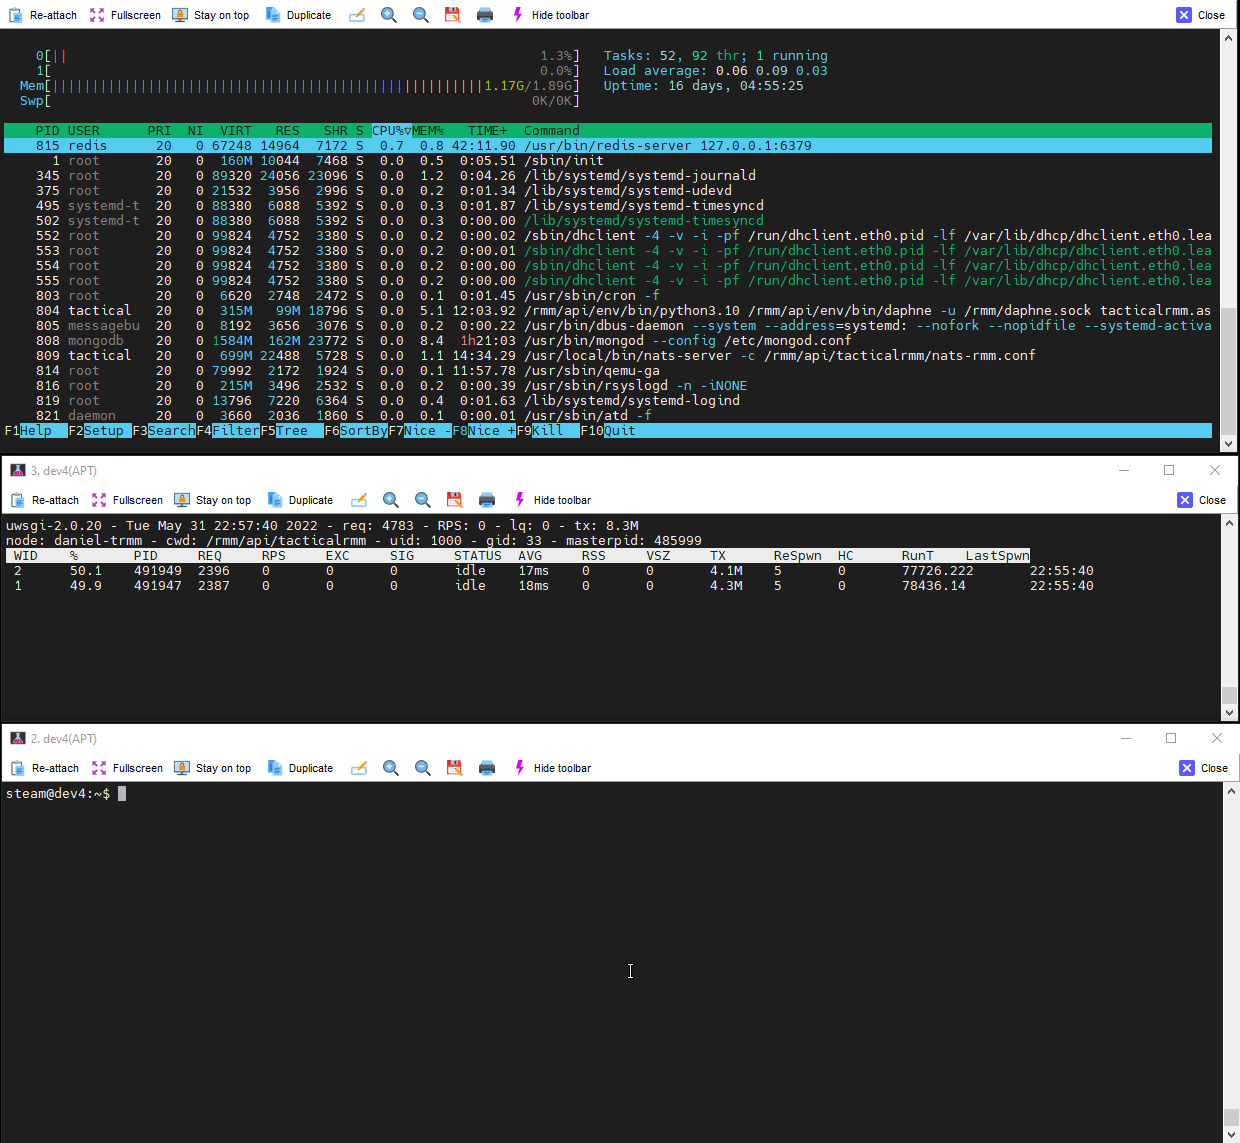 Re-attach Fullscreen Stay on top Duplicate Hide toolbar Close
0[|| 1.3%] Tasks: 52, 92 thr; 1 running
1[ 0.0%] Load average: 0.06 0.09 0.03
Mem[||||||||||||||||||||||||||||||||||||||||||||||||||||||1.17G/1.89G] Uptime: 16 days, 04:55:25
Swp[ 0K/0K]
PID USER PRI NI VIRT RES SHR S CPU%▽MEM% TIME+ Command
815 redis 20 0 67248 14964 7172 S 0.7 0.8 42:11.90 /usr/bin/redis-server 127.0.0.1:6379
1 root 20 0 160M 10044 7468 S 0.0 0.5 0:05.51 /sbin/init
345 root 20 0 89320 24056 23096 S 0.0 1.2 0:04.26 /lib/systemd/systemd-journald
375 root 20 0 21532 3956 2996 S 0.0 0.2 0:01.34 /lib/systemd/systemd-udevd
495 systemd-t 20 0 88380 6088 5392 S 0.0 0.3 0:01.87 /lib/systemd/systemd-timesyncd
502 systemd-t 20 0 88380 6088 5392 S 0.0 0.3 0:00.00 /lib/systemd/systemd-timesyncd
552 root 20 0 99824 4752 3380 S 0.0 0.2 0:00.02 /sbin/dhclient -4 -v -i -pf /run/dhclient.eth0.pid -lf /var/lib/dhcp/dhclient.eth0.lea
553 root 20 0 99824 4752 3380 S 0.0 0.2 0:00.01 /sbin/dhclient -4 -v -i -pf /run/dhclient.eth0.pid -lf /var/lib/dhcp/dhclient.eth0.lea
554 root 20 0 99824 4752 3380 S 0.0 0.2 0:00.00 /sbin/dhclient -4 -v -i -pf /run/dhclient.eth0.pid -lf /var/lib/dhcp/dhclient.eth0.lea
555 root 20 0 99824 4752 3380 S 0.0 0.2 0:00.00 /sbin/dhclient -4 -v -i -pf /run/dhclient.eth0.pid -lf /var/lib/dhcp/dhclient.eth0.lea
803 root 20 0 6620 2748 2472 S 0.0 0.1 0:01.45 /usr/sbin/cron -f
804 tactical 20 0 315M 99M 18796 S 0.0 5.1 12:03.92 /rmm/api/env/bin/python3.10 /rmm/api/env/bin/daphne -u /rmm/daphne.sock tacticalrmm.as
805 messagebu 20 0 8192 3656 3076 S 0.0 0.2 0:00.22 /usr/bin/dbus-daemon --system --address=systemd: --nofork --nopidfile --systemd-activa
808 mongodb 20 0 1584M 162M 23772 S 0.0 8.4 1h21:03 /usr/bin/mongod --config /etc/mongod.conf
809 tactical 20 0 699M 22488 5728 S 0.0 1.1 14:34.29 /usr/local/bin/nats-server -c /rmm/api/tacticalrmm/nats-rmm.conf
814 root 20 0 79992 2172 1924 S 0.0 0.1 11:57.78 /usr/sbin/qemu-ga
816 root 20 0 215M 3496 2532 S 0.0 0.2 0:00.39 /usr/sbin/rsyslogd -n -iNONE
819 root 20 0 13796 7220 6364 S 0.0 0.4 0:01.63 /lib/systemd/systemd-logind
821 daemon 20 0 3660 2036 1860 S 0.0 0.1 0:00.01 /usr/sbin/atd -f
F1Help F2Setup F3SearchF4FilterF5Tree F6SortByF7Nice -F8Nice +F9Kill F10Quit
3. dev4(APT)
Re-attach Fullscreen Stay on top Duplicate Hide toolbar Close
uwsgi-2.0.20 - Tue May 31 22:57:40 2022 - req: 4783 - RPS: 0 - lq: 0 - tx: 8.3M
node: daniel-trmm - cwd: /rmm/api/tacticalrmm - uid: 1000 - gid: 33 - masterpid: 485999
WID % PID REQ RPS EXC SIG STATUS AVG RSS VSZ TX ReSpwn HC RunT LastSpwn
2 50.1 491949 2396 0 0 0 idle 17ms 0 0 4.1M 5 0 77726.222 22:55:40
1 49.9 491947 2387 0 0 0 idle 18ms 0 0 4.3M 5 0 78436.14 22:55:40
2. dev4(APT)
Re-attach Fullscreen Stay on top Duplicate Hide toolbar Close
steam@dev4:~$